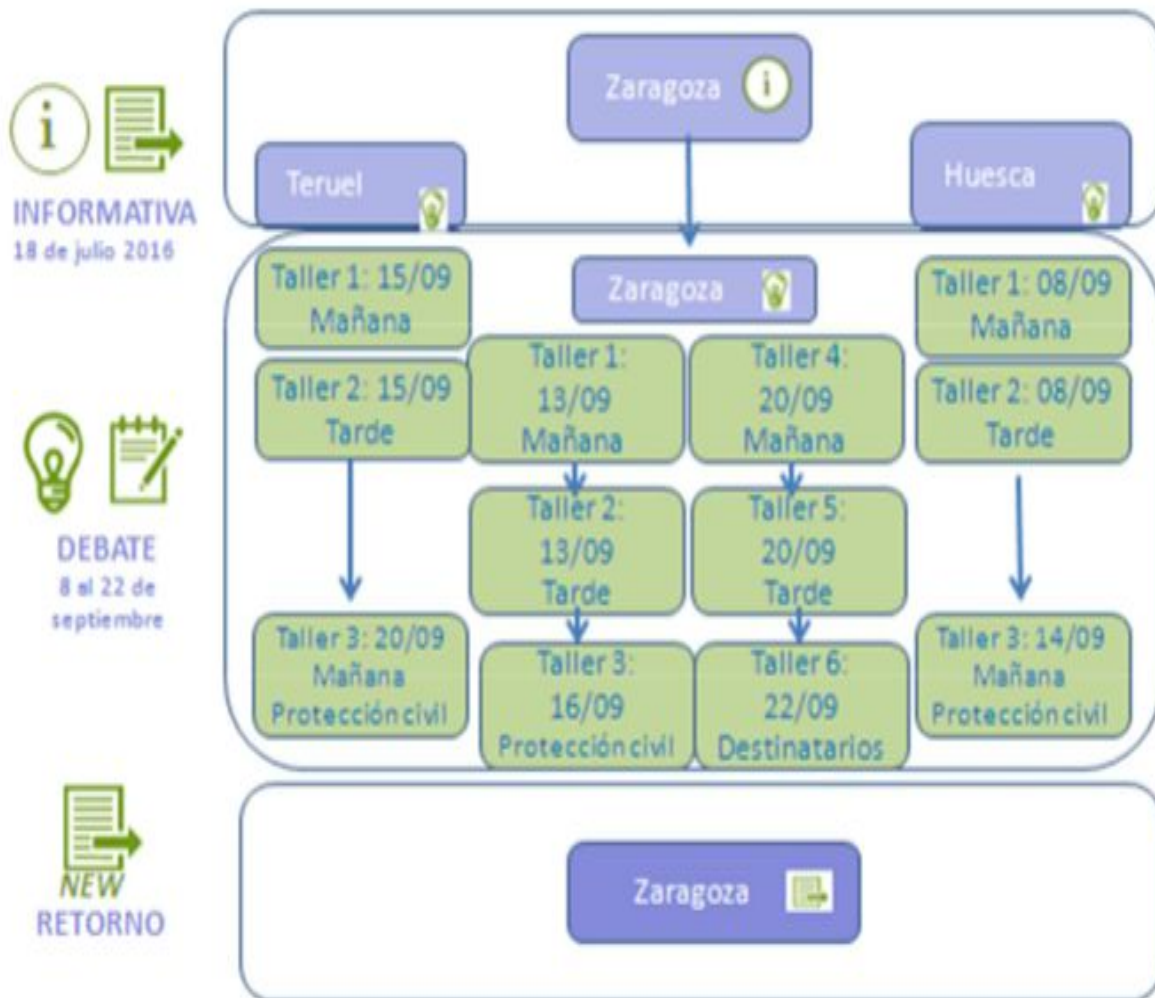 i
INFORMATIVA
18 de julio 2016
Zaragoza
i
Teruel
Huesca
DEBATE
8 al 22 de
septiembre
Taller 1: 15/09
Mañana
Taller 2: 15/09
Tarde
Taller 3: 20/09
Mañana
Protección civil
Zaragoza
Taller 1:
13/09
Mañana
Taller 2:
13/09
Tarde
Taller 3:
16/09
Protección civil
Taller 4:
20/09
Mañana
Taller 5:
20/09
Tarde
Taller 6:
22/09
Destinatarios
Taller 1: 08/09
Mañana
Taller 2: 08/09
Tarde
Taller 3: 14/09
Mañana
Protección civil
NEW
RETORNO
Zaragoza